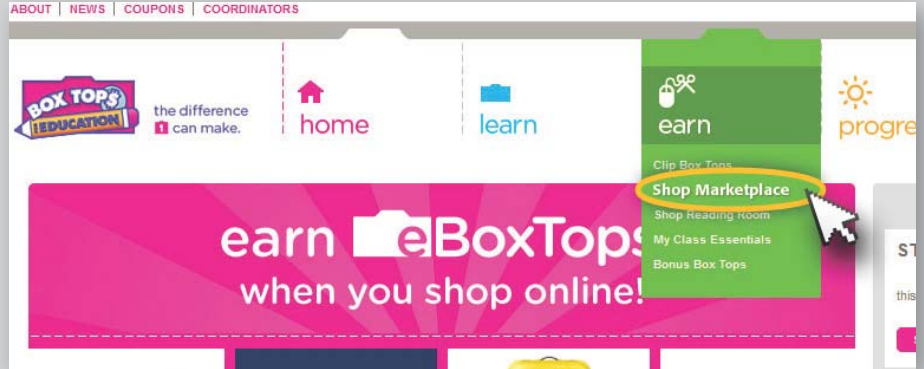 ABOUT | NEWS | COUPONS | COORDINATORS
BOX TOPS
FOR EDUCATION
the difference
can make.
home
learn
earn
progre
Clip Box Tops
Shop Marketplace
Shop Reading Room
My Class Essentials
Bonus Box Tops
earn eBoxTops
when you shop online!
ST
this